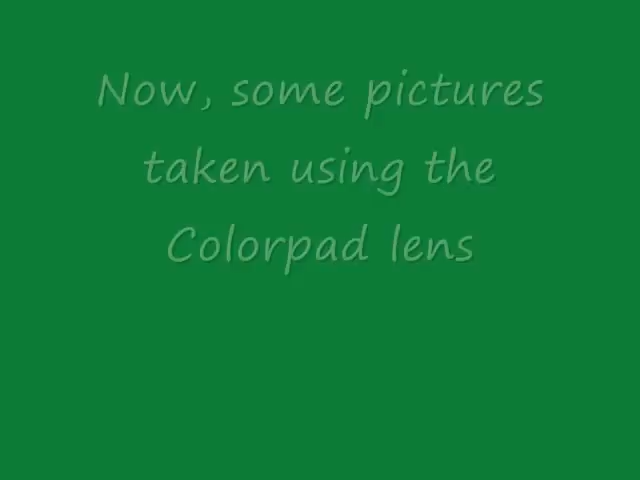 Now, some pictures
taken using the
Colorpad lens